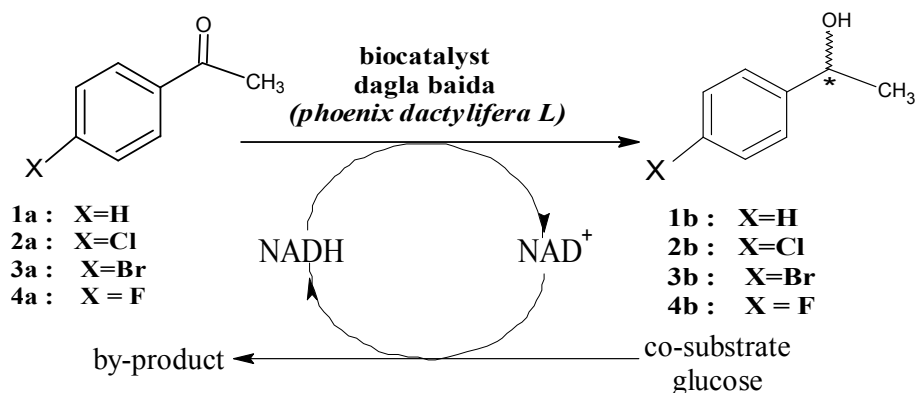 O
CH₃
X
1a : X=H
2a : X=Cl
3a : X=Br
4a : X = F
biocatalyst
dagla baida
(phoenix dactylifera L)
NADH
NAD⁺
by-product
co-substrate
glucose
OH
CH₃
*
X
1b : X=H
2b : X=Cl
3b : X=Br
4b : X = F